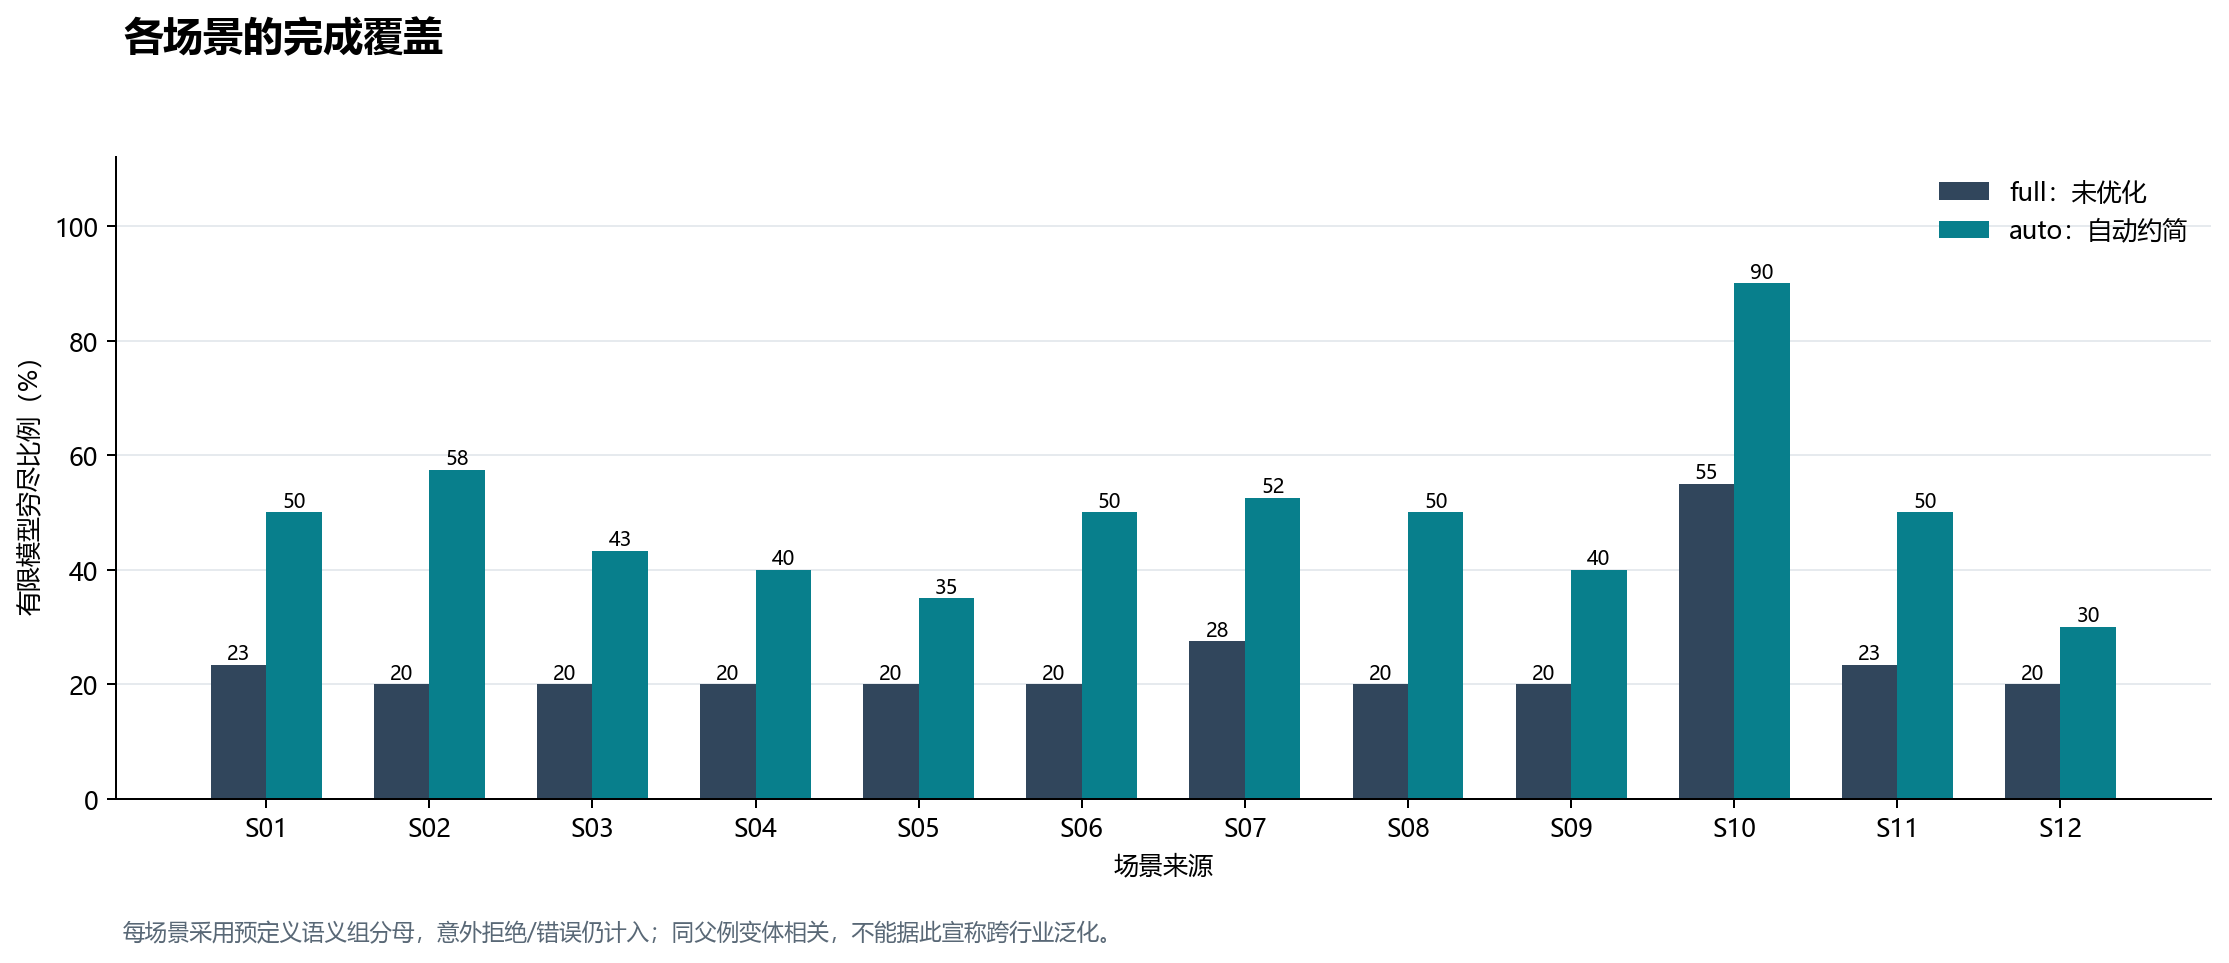 各场景的完成覆盖
full：未优化
auto：自动约简
有限模型穷尽比例（%）
100
80
60
40
20
0
23 50 20 58 20 43 20 40 20 35 20 50 28 52 20 50 20 40 55 90 23 50 20 30
S01 S02 S03 S04 S05 S06 S07 S08 S09 S10 S11 S12
场景来源
每场景采用预定义语义组分母，意外拒绝/错误仍计入；同父例变体相关，不能据此宣称跨行业泛化。